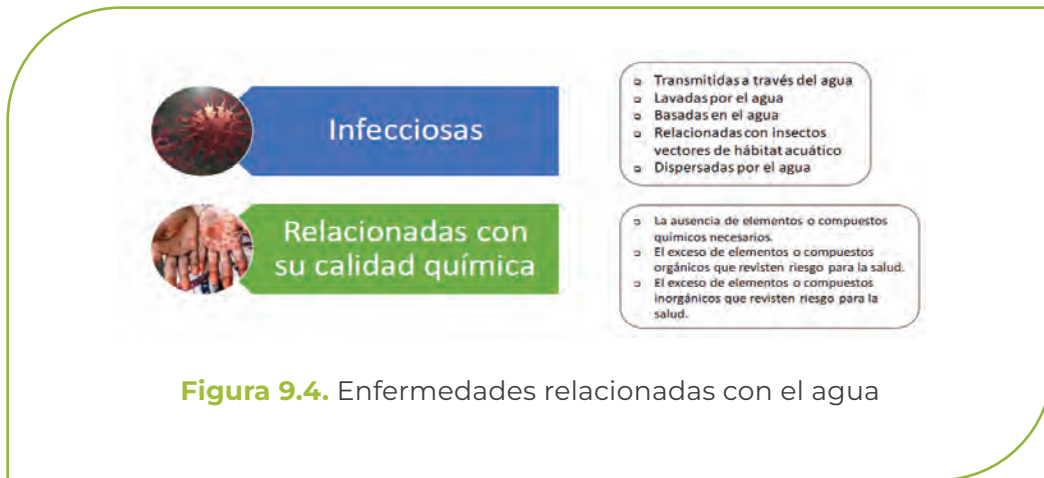 Infecciosas
❑ Transmitidas a través del agua
❑ Lavadas por el agua
❑ Basadas en el agua
❑ Relacionadas con insectos
vectores de hábitat acuático
❑ Dispersadas por el agua
Relacionadas con
su calidad química
❑ La ausencia de elementos o compuestos
químicos necesarios.
❑ El exceso de elementos o compuestos
orgánicos que revisten riesgo para la salud.
❑ El exceso de elementos o compuestos
inorgánicos que revisten riesgo para la
salud.
Figura 9.4. Enfermedades relacionadas con el agua